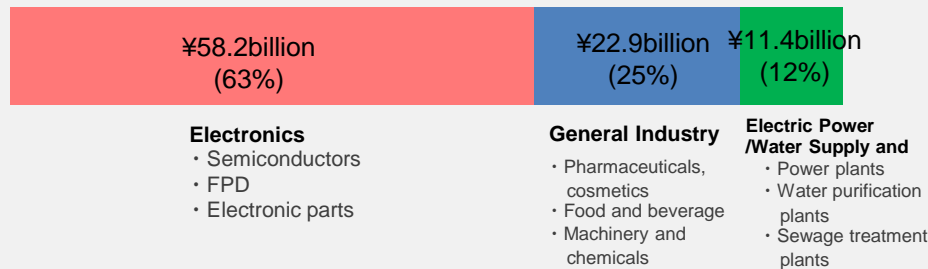 ¥58.2billion
(63%)
¥22.9billion
(25%)
¥11.4billion
(12%)
Electronics
・Semiconductors
・FPD
・Electronic parts
General Industry
・Pharmaceuticals,
cosmetics
・Food and beverage
・Machinery and
chemicals
Electric Power
/Water Supply and
・Power plants
・Water purification
plants
・Sewage treatment
plants